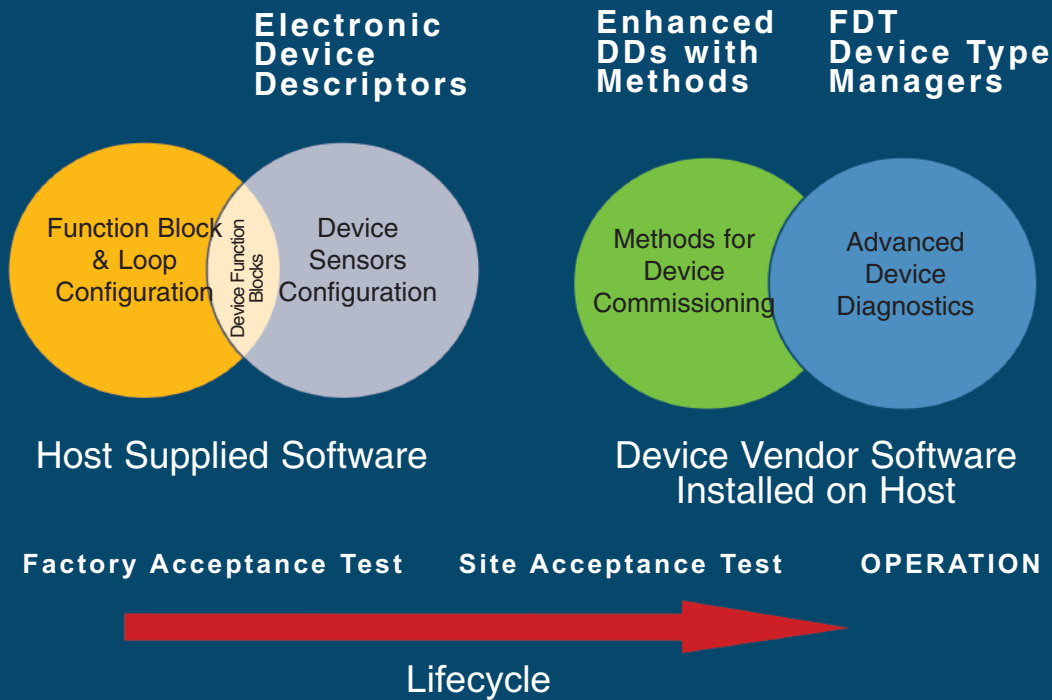 Electronic
Device
Descriptors
Enhanced
DDs with
Methods
FDT
Device Type
Managers
Function Block
& Loop
Configuration
Device Function
Blocks
Device
Sensors
Configuration
Methods for
Device
Commissioning
Advanced
Device
Diagnostics
Host Supplied Software
Device Vendor Software
Installed on Host
Factory Acceptance Test
Site Acceptance Test
OPERATION
Lifecycle